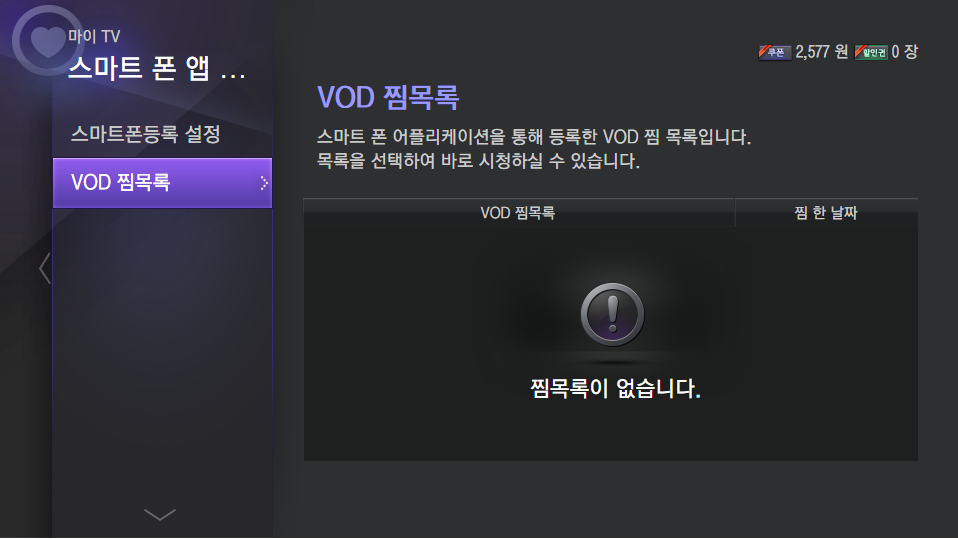 마이 TV
스마트 폰 앱 ...
스마트폰등록 설정
VOD 찜목록
쿠폰 2,577 원 할인권 0 장
VOD 찜목록
스마트 폰 어플리케이션을 통해 등록한 VOD 찜 목록입니다.
목록을 선택하여 바로 시청하실 수 있습니다.
VOD 찜목록 찜 한 날짜
찜목록이 없습니다.